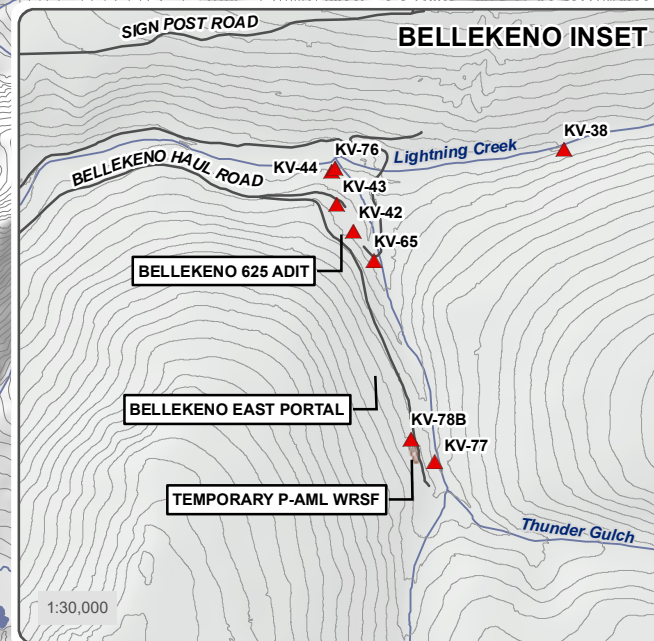 SIGN POST ROAD
BELLEKENO INSET
KV-38
KV-76
Lightning Creek
KV-44
BELLEKENO HAUL ROAD
KV-43
KV-42
KV-65
BELLEKENO 625 ADIT
BELLEKENO EAST PORTAL
KV-78B
KV-77
TEMPORARY P-AML WRSF
Thunder Gulch
1:30,000